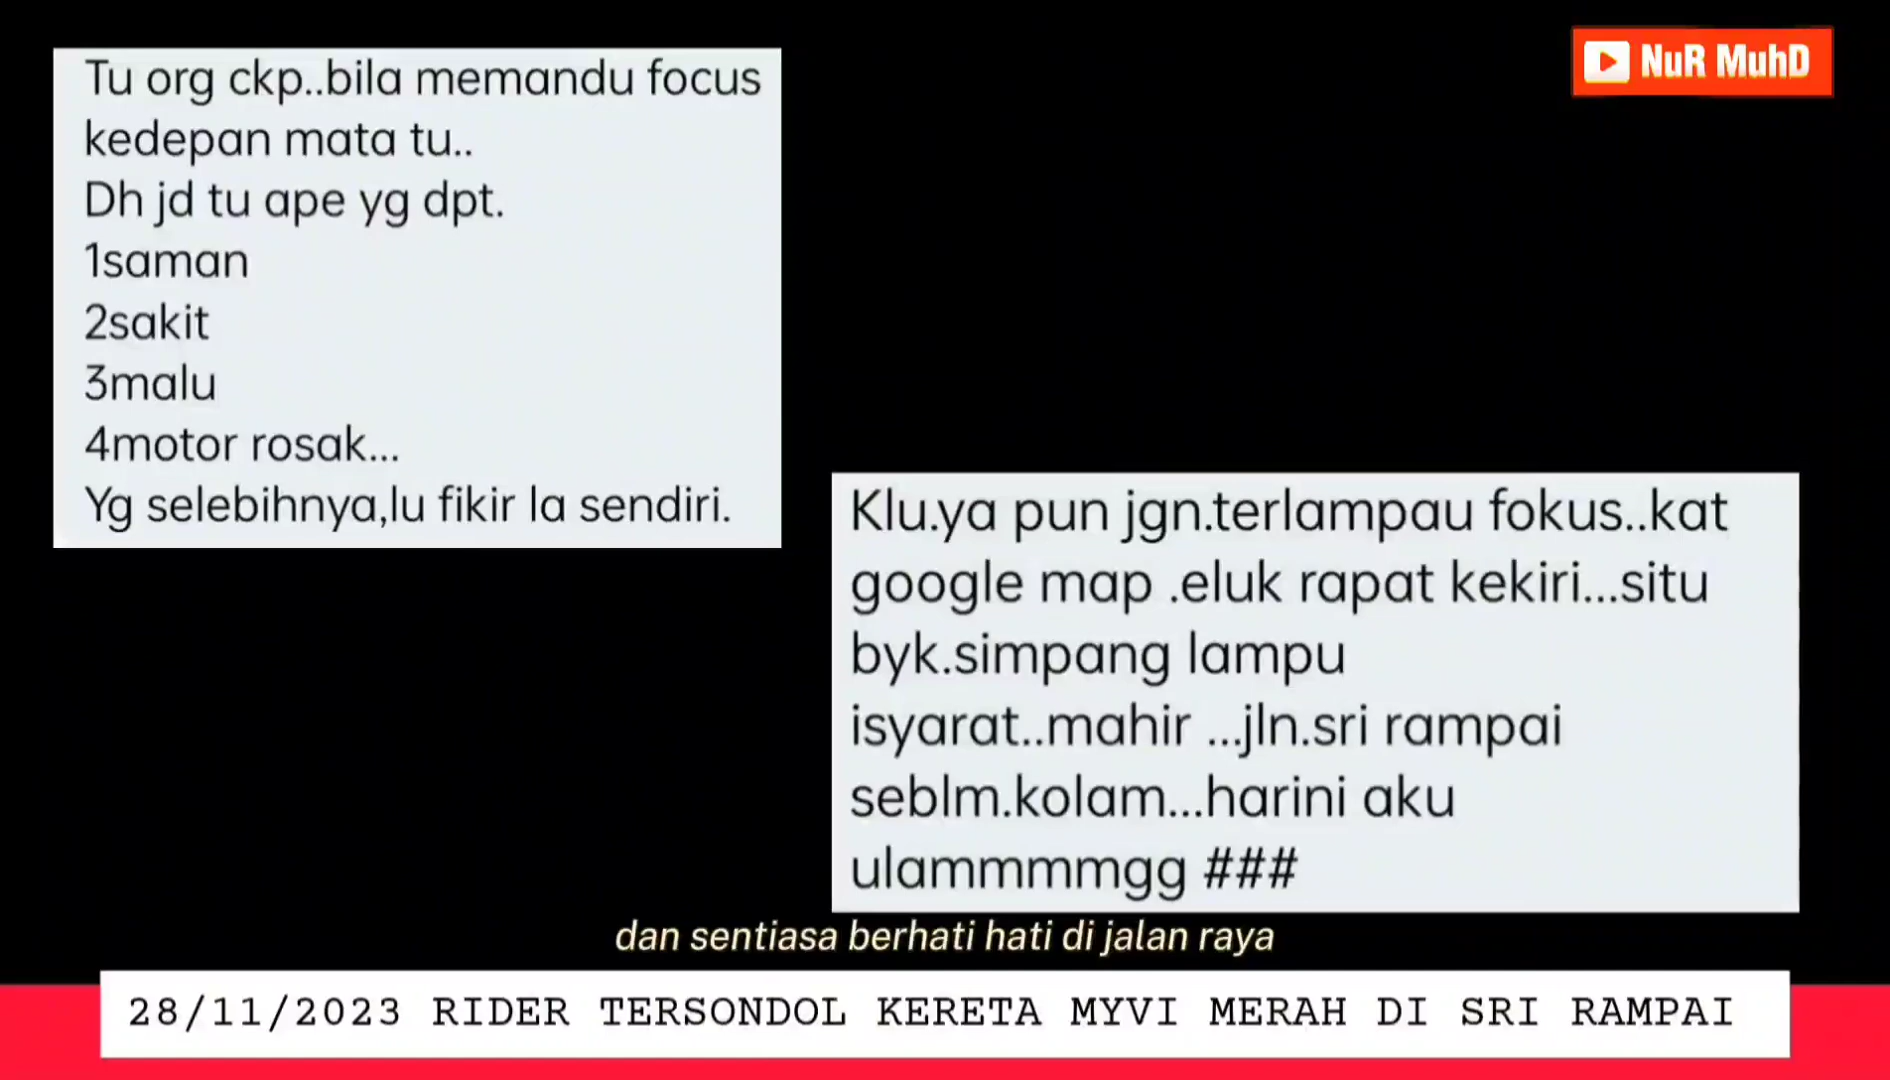 NuR MuhD
Tu org ckp..bila memandu focus
kedepan mata tu..
Dh jd tu ape yg dpt.
1saman
2sakit
3malu
4motor rosak...
Yg selebihnya,lu fikir la sendiri.
Klu.ya pun jgn.terlampau fokus..kat
google map .eluk rapat kekiri...situ
byk.simpang lampu
isyarat..mahir ...jln.sri rampai
seblm.kolam...harini aku
ulammmmgg ###
dan sentiasa berhati hati di jalan raya
28/11/2023 RIDER TERSONDOL KERETA MYVI MERAH DI SRI RAMPAI